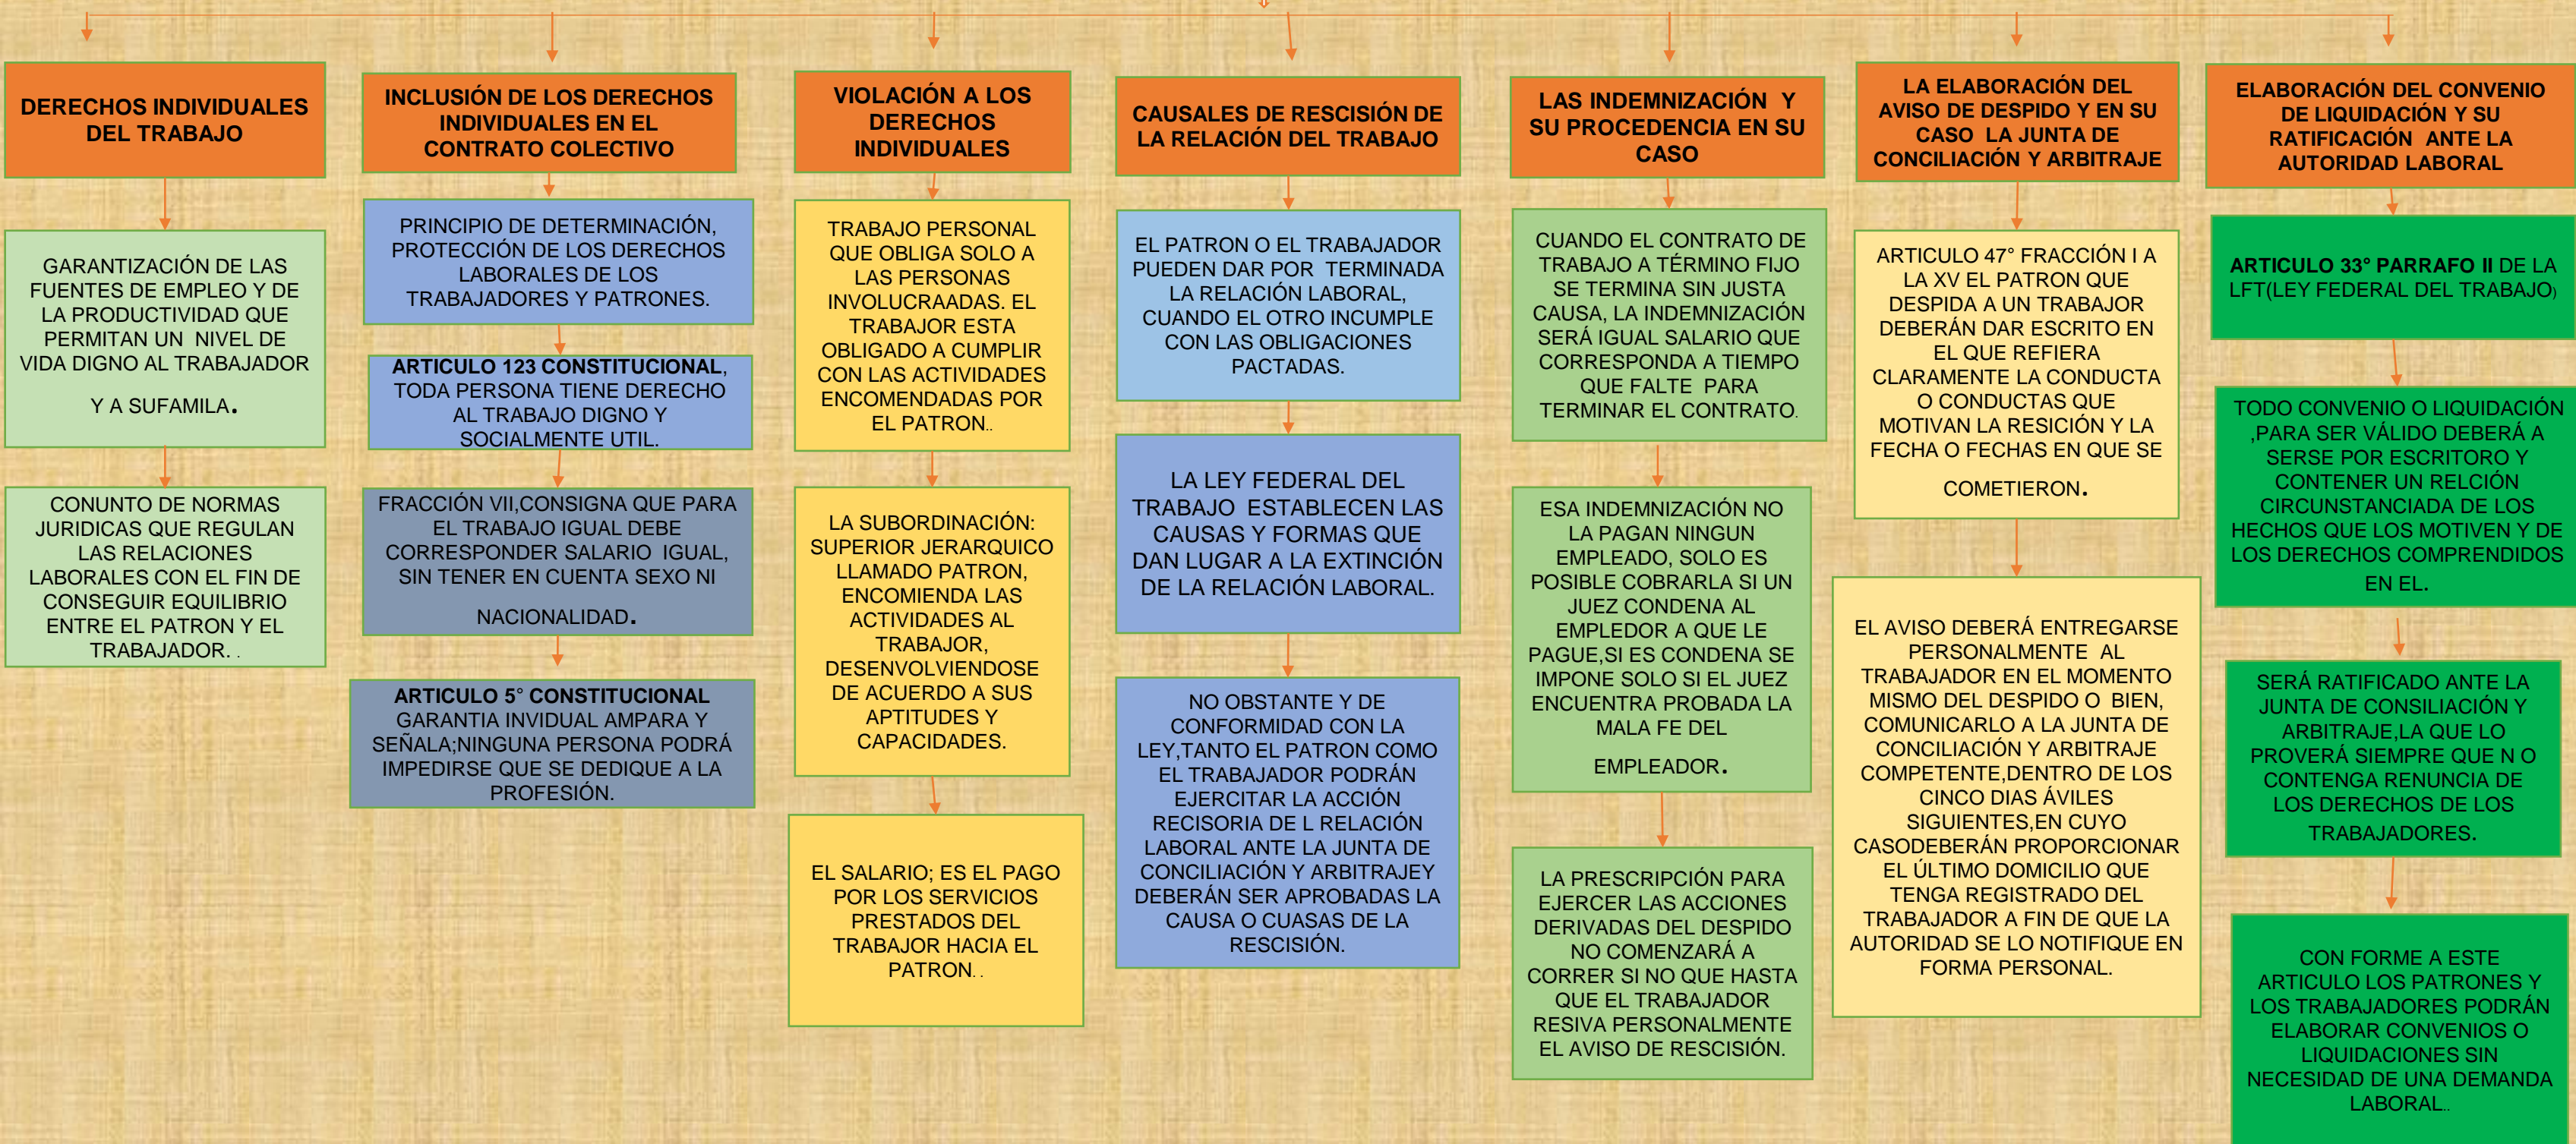 DERECHOS INDIVIDUALES
DEL TRABAJO
GARANTIZACIÓN DE LAS
FUENTES DE EMPLEO Y DE
LA PRODUCTIVIDAD QUE
PERMITAN UN NIVEL DE
VIDA DIGNO AL TRABAJADOR
Y A SUFAMILA.
CONUNTO DE NORMAS
JURIDICAS QUE REGULAN
LAS RELACIONES
LABORALES CON EL FIN DE
CONSEGUIR EQUILIBRIO
ENTRE EL PATRON Y EL
TRABAJADOR. .
INCLUSIÓN DE LOS DERECHOS
INDIVIDUALES EN EL
CONTRATO COLECTIVO
PRINCIPIO DE DETERMINACIÓN,
PROTECCIÓN DE LOS DERECHOS
LABORALES DE LOS
TRABAJADORES Y PATRONES.
ARTICULO 123 CONSTITUCIONAL,
TODA PERSONA TIENE DERECHO
AL TRABAJO DIGNO Y
SOCIALMENTE UTIL.
FRACCIÓN VII,CONSIGNA QUE PARA
EL TRABAJO IGUAL DEBE
CORRESPONDER SALARIO IGUAL,
SIN TENER EN CUENTA SEXO NI
NACIONALIDAD.
ARTICULO 5° CONSTITUCIONAL
GARANTIA INVIDUAL AMPARA Y
SEÑALA;NINGUNA PERSONA PODRÁ
IMPEDIRSE QUE SE DEDIQUE A LA
PROFESIÓN.
VIOLACIÓN A LOS
DERECHOS
INDIVIDUALES
TRABAJO PERSONAL
QUE OBLIGA SOLO A
LAS PERSONAS
INVOLUCRAADAS. EL
TRABAJOR ESTA
OBLIGADO A CUMPLIR
CON LAS ACTIVIDADES
ENCOMENDADAS POR
EL PATRON..
LA SUBORDINACIÓN:
SUPERIOR JERARQUICO
LLAMADO PATRON,
ENCOMIENDA LAS
ACTIVIDADES AL
TRABAJOR,
DESENVOLVIENDOSE
DE ACUERDO A SUS
APTITUDES Y
CAPACIDADES.
EL SALARIO; ES EL PAGO
POR LOS SERVICIOS
PRESTADOS DEL
TRABAJOR HACIA EL
PATRON. .
CAUSALES DE RESCISIÓN DE
LA RELACIÓN DEL TRABAJO
EL PATRON O EL TRABAJADOR
PUEDEN DAR POR TERMINADA
LA RELACIÓN LABORAL,
CUANDO EL OTRO INCUMPLE
CON LAS OBLIGACIONES
PACTADAS.
LA LEY FEDERAL DEL
TRABAJO ESTABLECEN LAS
CAUSAS Y FORMAS QUE
DAN LUGAR A LA EXTINCIÓN
DE LA RELACIÓN LABORAL.
NO OBSTANTE Y DE
CONFORMIDAD CON LA
LEY,TANTO EL PATRON COMO
EL TRABAJADOR PODRÁN
EJERCITAR LA ACCIÓN
RECISORIA DE L RELACIÓN
LABORAL ANTE LA JUNTA DE
CONCILIACIÓN Y ARBITRAJEY
DEBERÁN SER APROBADAS LA
CAUSA O CUASAS DE LA
RESCISIÓN.
LAS INDEMNIZACIÓN Y
SU PROCEDENCIA EN SU
CASO
CUANDO EL CONTRATO DE
TRABAJO A TÉRMINO FIJO
SE TERMINA SIN JUSTA
CAUSA, LA INDEMNIZACIÓN
SERÁ IGUAL SALARIO QUE
CORRESPONDA A TIEMPO
QUE FALTE PARA
TERMINAR EL CONTRATO.
ESA INDEMNIZACIÓN NO
LA PAGAN NINGUN
EMPLEADO, SOLO ES
POSIBLE COBRARLA SI UN
JUEZ CONDENA AL
EMPLEDOR A QUE LE
PAGUE,SI ES CONDENA SE
IMPONE SOLO SI EL JUEZ
ENCUENTRA PROBADA LA
MALA FE DEL
EMPLEADOR.
LA PRESCRIPCIÓN PARA
EJERCER LAS ACCIONES
DERIVADAS DEL DESPIDO
NO COMENZARÁ A
CORRER SI NO QUE HASTA
QUE EL TRABAJADOR
RESIVA PERSONALMENTE
EL AVISO DE RESCISIÓN.
LA ELABORACIÓN DEL
AVISO DE DESPIDO Y EN SU
CASO LA JUNTA DE
CONCILIACIÓN Y ARBITRAJE
ARTICULO 47° FRACCIÓN I A
LA XV EL PATRON QUE
DESPIDA A UN TRABAJOR
DEBERÁN DAR ESCRITO EN
EL QUE REFIERA
CLARAMENTE LA CONDUCTA
O CONDUCTAS QUE
MOTIVAN LA RESICIÓN Y LA
FECHA O FECHAS EN QUE SE
COMETIERON.
EL AVISO DEBERÁ ENTREGARSE
PERSONALMENTE AL
TRABAJADOR EN EL MOMENTO
MISMO DEL DESPIDO O BIEN,
COMUNICARLO A LA JUNTA DE
CONCILIACIÓN Y ARBITRAJE
COMPETENTE,DENTRO DE LOS
CINCO DIAS ÁVILES
SIGUIENTES,EN CUYO
CASODEBERÁN PROPORCIONAR
EL ÚLTIMO DOMICILIO QUE
TENGA REGISTRADO DEL
TRABAJADOR A FIN DE QUE LA
AUTORIDAD SE LO NOTIFIQUE EN
FORMA PERSONAL.
ELABORACIÓN DEL CONVENIO
DE LIQUIDACIÓN Y SU
RATIFICACIÓN ANTE LA
AUTORIDAD LABORAL
ARTICULO 33° PARRAFO II DE LA
LFT(LEY FEDERAL DEL TRABAJO)
TODO CONVENIO O LIQUIDACIÓN
,PARA SER VÁLIDO DEBERÁ A
SERSE POR ESCRITORO Y
CONTENER UN RELCIÓN
CIRCUNSTANCIADA DE LOS
HECHOS QUE LOS MOTIVEN Y DE
LOS DERECHOS COMPRENDIDOS
EN EL.
SERÁ RATIFICADO ANTE LA
JUNTA DE CONSILIACIÓN Y
ARBITRAJE,LA QUE LO
PROVERÁ SIEMPRE QUE N O
CONTENGA RENUNCIA DE
LOS DERECHOS DE LOS
TRABAJADORES.
CON FORME A ESTE
ARTICULO LOS PATRONES Y
LOS TRABAJADORES PODRÁN
ELABORAR CONVENIOS O
LIQUIDACIONES SIN
NECESIDAD DE UNA DEMANDA
LABORAL..